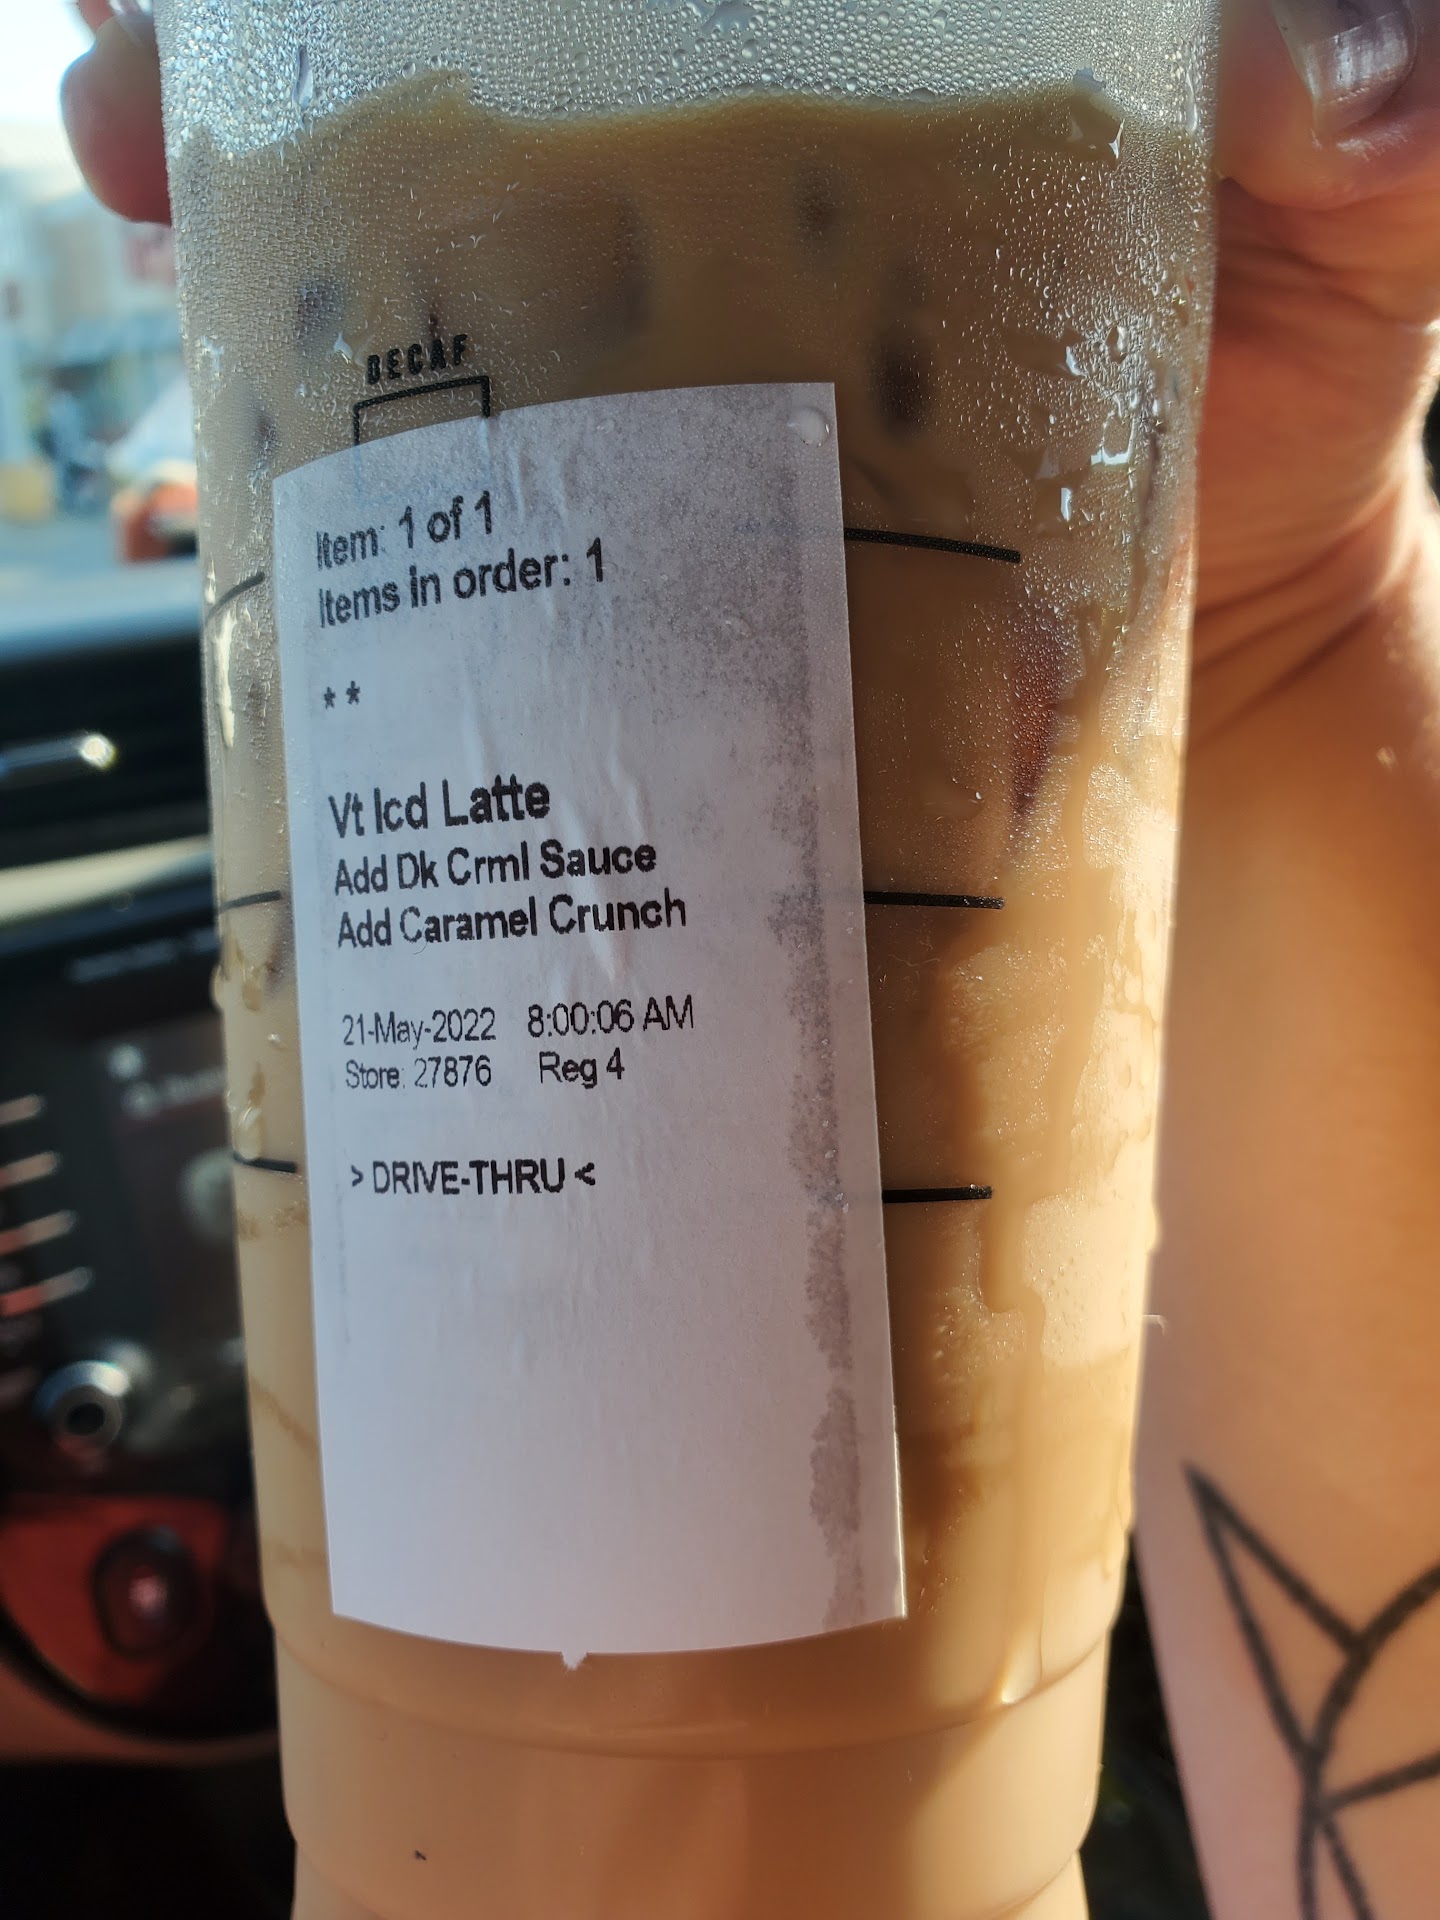 DECAF
Item: 1 of 1
Items in order: 1
* *
Vt Icd Latte
Add Dk Crml Sauce
Add Caramel Crunch
21-May-2022 8:00:06 AM
Store: 27876 Reg 4
> DRIVE-THRU <